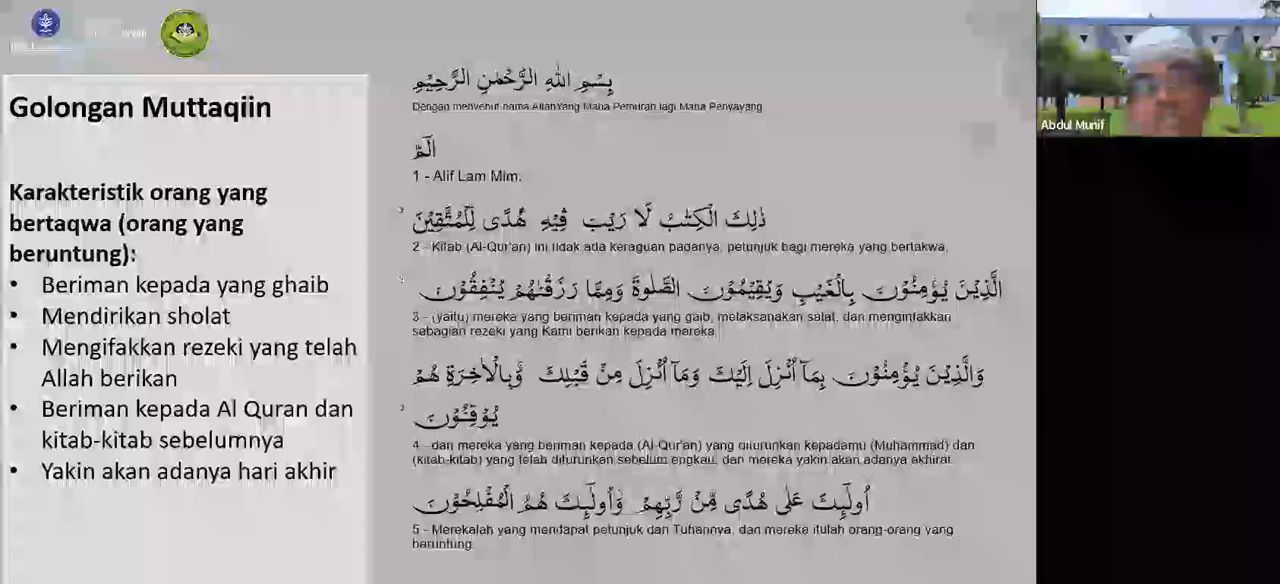 Golongan Muttaqiin
Karakteristik orang yang
bertaqwa (orang yang
beruntung):
• Beriman kepada yang ghaib
• Mendirikan sholat
• Mengifakkan rezeki yang telah
Allah berikan
• Beriman kepada Al Quran dan
kitab-kitab sebelumnya
• Yakin akan adanya hari akhir
بِسْمِ اللّٰهِ الرَّحْمٰنِ الرَّحِيْمِ
Dengan menyebut nama Allah Yang Maha Pemurah lagi Maha Penyayang
الۤمّۤ
1 - Alif Lam Mim.
ذٰلِكَ الْكِتٰبُ لَا رَيْبَ فِيْهِ هُدًى لِّلْمُتَّقِيْنَ
2 - Kitab (Al-Qur'an) ini tidak ada keraguan padanya, petunjuk bagi mereka yang bertakwa,
الَّذِيْنَ يُؤْمِنُوْنَ بِالْغَيْبِ وَيُقِيْمُوْنَ الصَّلٰوةَ وَمِمَّا رَزَقْنٰهُمْ يُنْفِقُوْنَ
3 - (yaitu) mereka yang beriman kepada yang gaib, melaksanakan salat, dan menginfakkan
sebagian rezeki yang Kami berikan kepada mereka,
وَالَّذِيْنَ يُؤْمِنُوْنَ بِمَآ اُنْزِلَ اِلَيْكَ وَمَآ اُنْزِلَ مِنْ قَبْلِكَ وَبِالْاٰخِرَةِ هُمْ
يُوْقِنُوْنَ
4 - dan mereka yang beriman kepada (Al-Qur'an) yang diturunkan kepadamu (Muhammad) dan
(kitab-kitab) yang telah diturunkan sebelum engkau, dan mereka yakin akan adanya akhirat.
اُولٰۤىِٕكَ عَلٰى هُدًى مِّنْ رَّبِّهِمْ وَاُولٰۤىِٕكَ هُمُ الْمُفْلِحُوْنَ
5 - Merekalah yang mendapat petunjuk dari Tuhannya, dan mereka itulah orang-orang yang
beruntung.
Abdul Munif